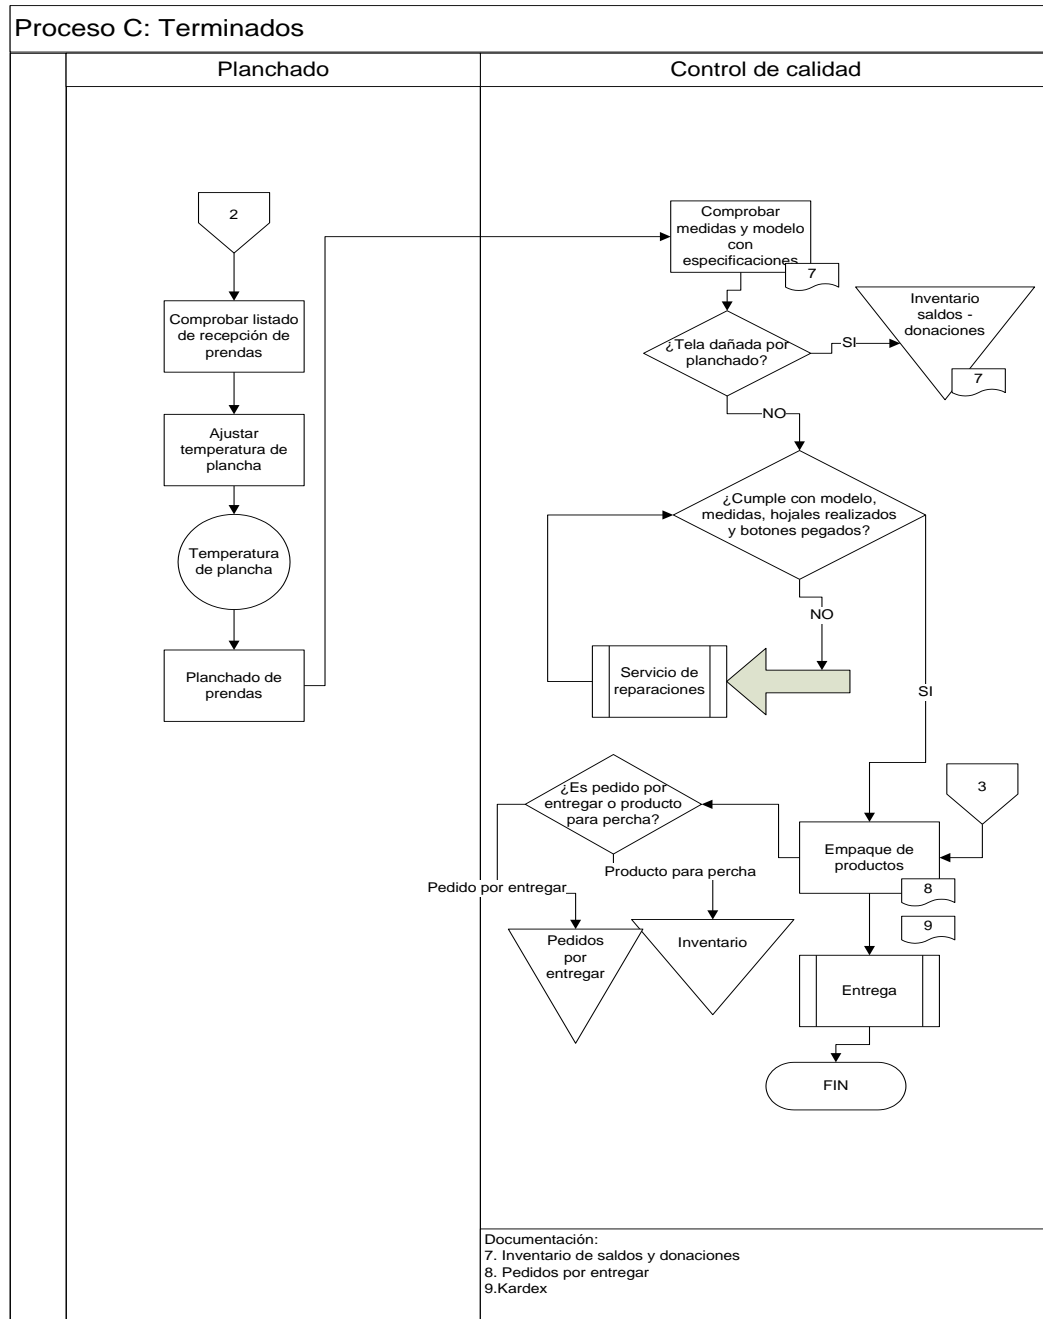 Proceso C: Terminados
Planchado
Control de calidad
2
Comprobar listado
de recepción de
prendas
Ajustar
temperatura de
plancha
Temperatura
de plancha
Planchado de
prendas
Comprobar
medidas y modelo
con
especificaciones
7
¿Tela dañada por
planchado?
SI
Inventario
saldos -
donaciones
7
NO
¿Cumple con modelo,
medidas, hojales realizados
y botones pegados?
NO
Servicio de
reparaciones
SI
3
¿Es pedido por
entregar o producto
para percha?
Empaque de
productos
8
9
Producto para percha
Pedido por entregar
Pedidos
por
entregar
Inventario
Entrega
FIN
Documentación:
7. Inventario de saldos y donaciones
8. Pedidos por entregar
9.Kardex